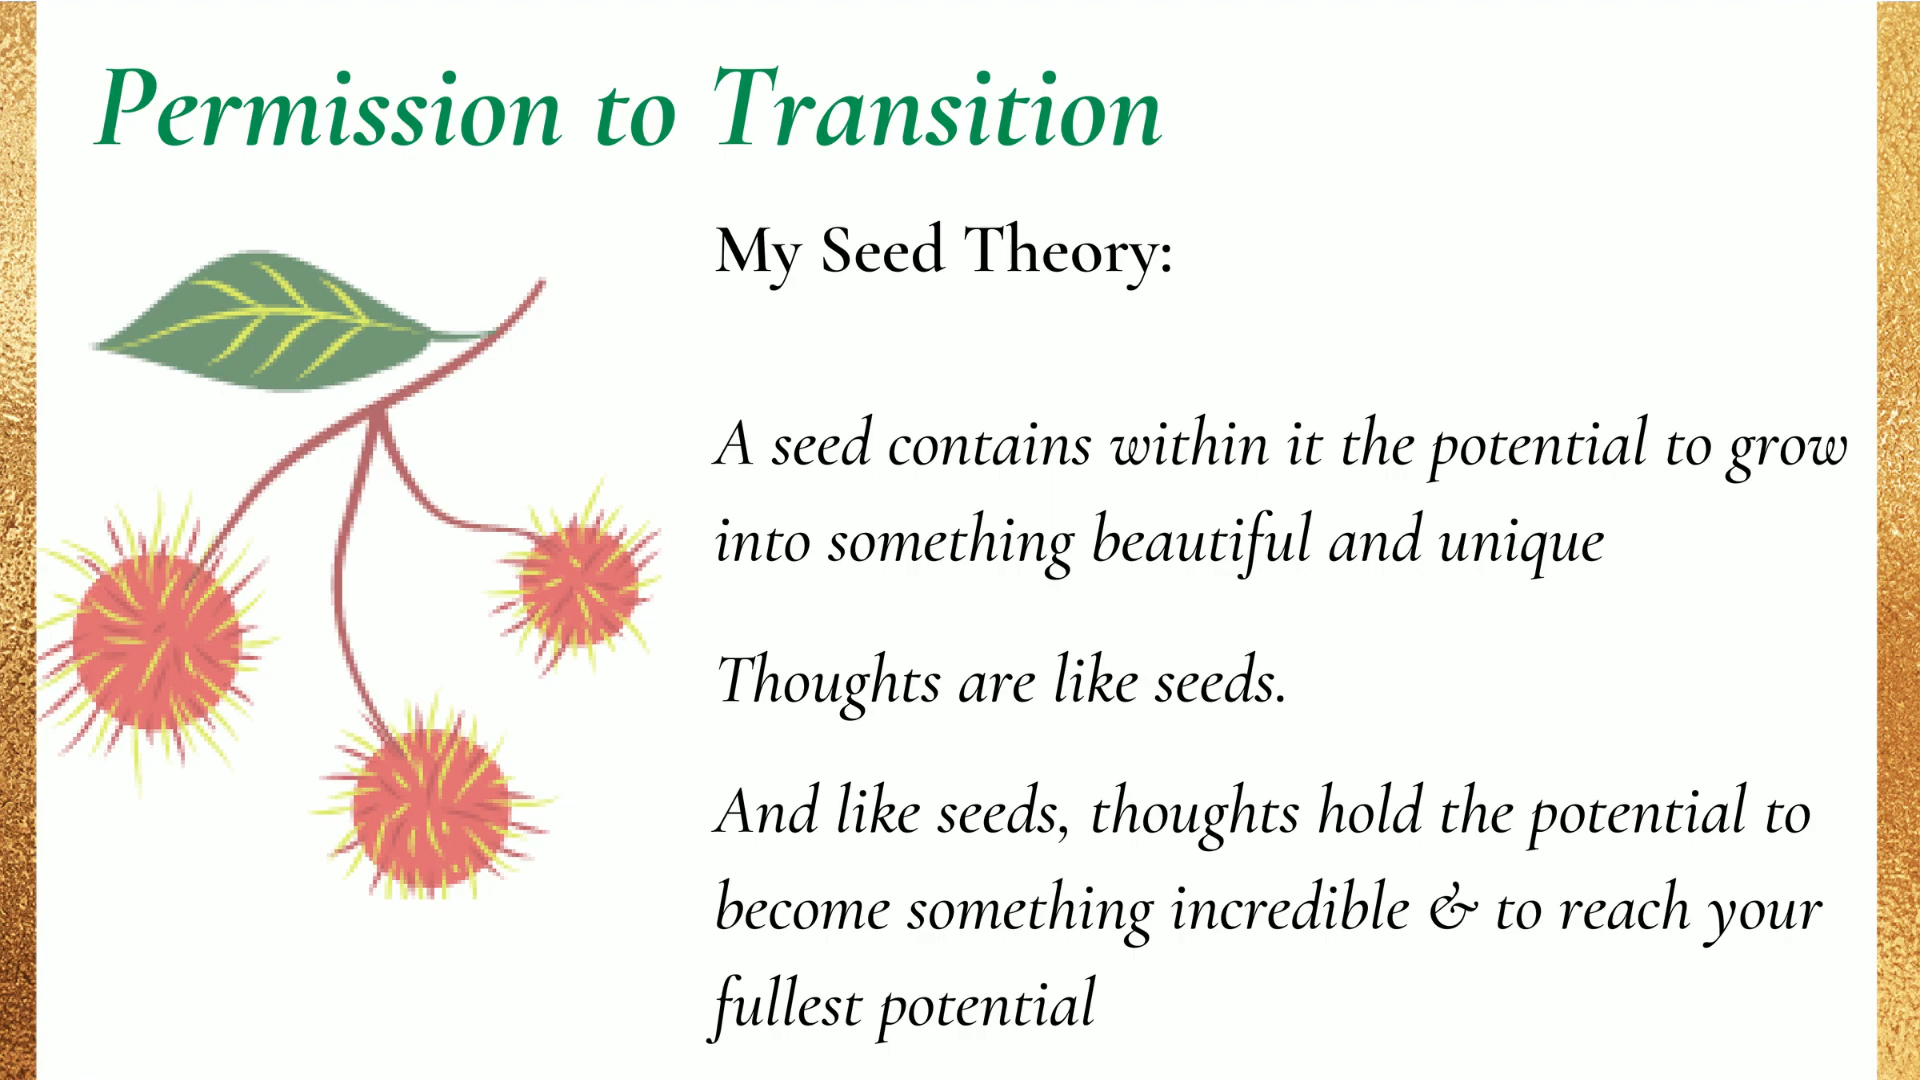 Permission to Transition
My Seed Theory:
A seed contains within it the potential to grow
into something beautiful and unique
Thoughts are like seeds.
And like seeds, thoughts hold the potential to
become something incredible & to reach your
fullest potential